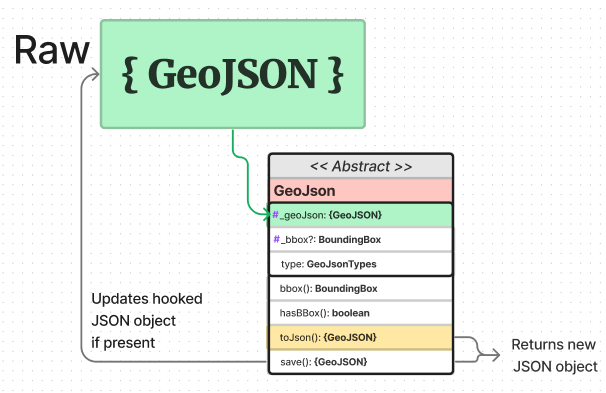 Raw
{ GeoJSON }
<< Abstract >>
GeoJson
#_geoJson: {GeoJSON}
#_bbox?: BoundingBox
type: GeoJsonTypes
bbox(): BoundingBox
hasBBox(): boolean
toJson(): {GeoJSON}
save(): {GeoJSON}
Updates hooked
JSON object
if present
Returns new
JSON object